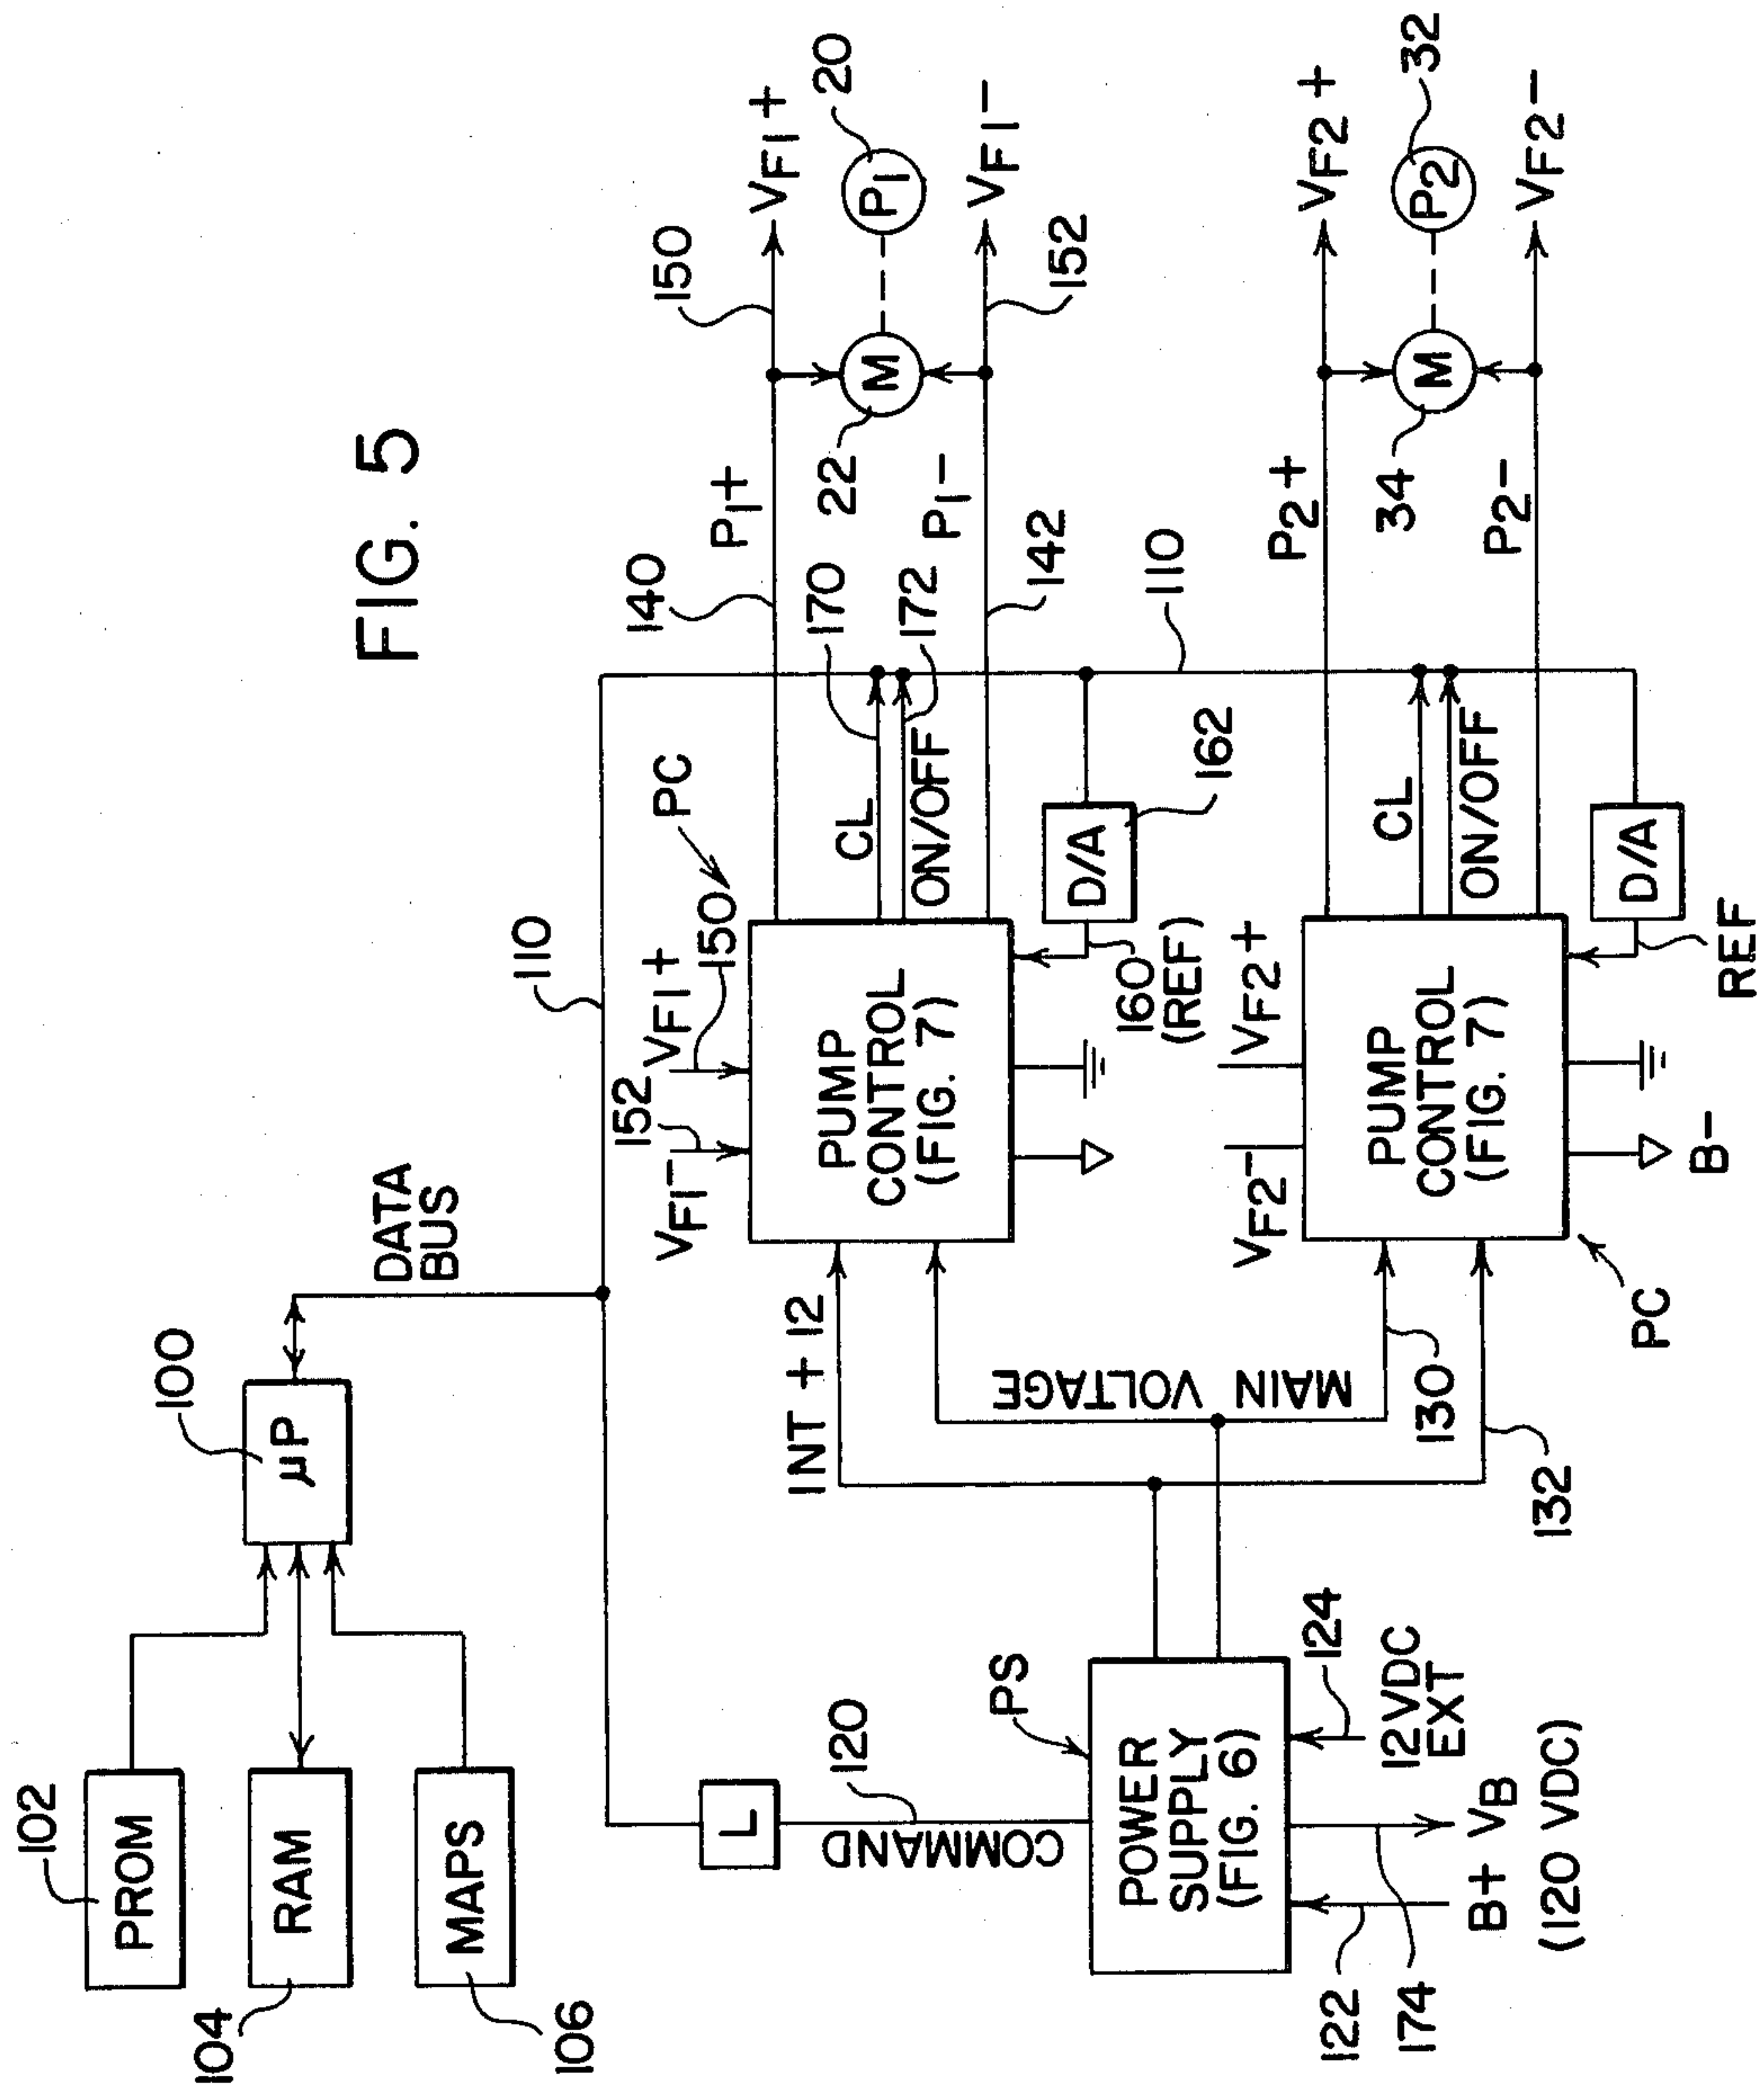 FIG. 5
102
PROM
104
RAM
106
MAPS
100
μP
DATA
BUS
110
L
120
COMMAND
PS
POWER
SUPPLY
(FIG. 6)
122
B+
174
VB
(120 VDC)
124
12VDC
EXT
INT + 12
MAIN VOLTAGE
130
132
VF1-
152
VF1+
150
PC
PUMP
CONTROL
(FIG. 7)
CL
170
ON/OFF
172
D/A
162
160
(REF)
140
P1+
150
VF1+
22
M
P1
20
P1-
142
152
VF1-
110
VF2-
VF2+
PUMP
CONTROL
(FIG. 7)
PC
B-
CL
ON/OFF
D/A
REF
P2+
VF2+
34
M
P2
32
P2-
VF2-